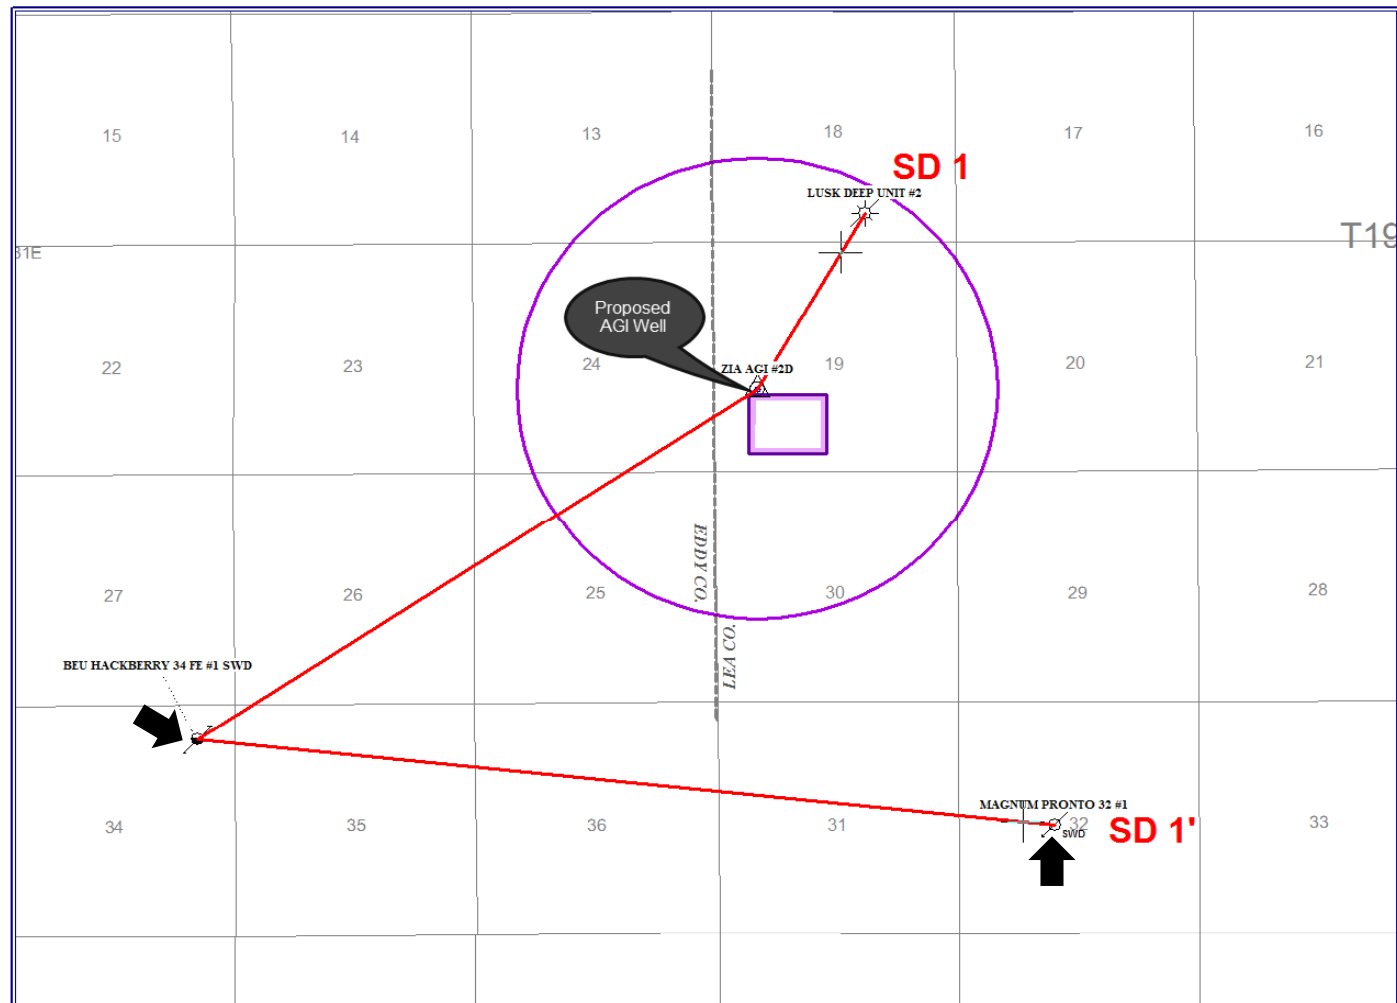 15
14
13
18
17
16
SD 1
LUSK DEEP UNIT #2
T19
31E
Proposed
AGI Well
22
23
24
ZIA AGI #2D
19
20
21
EDDY CO.
LEA CO.
27
26
25
30
29
28
BEU HACKBERRY 34 FE #1 SWD
MAGNUM PRONTO 32 #1
34
35
36
31
32
SWD
SD 1'
33